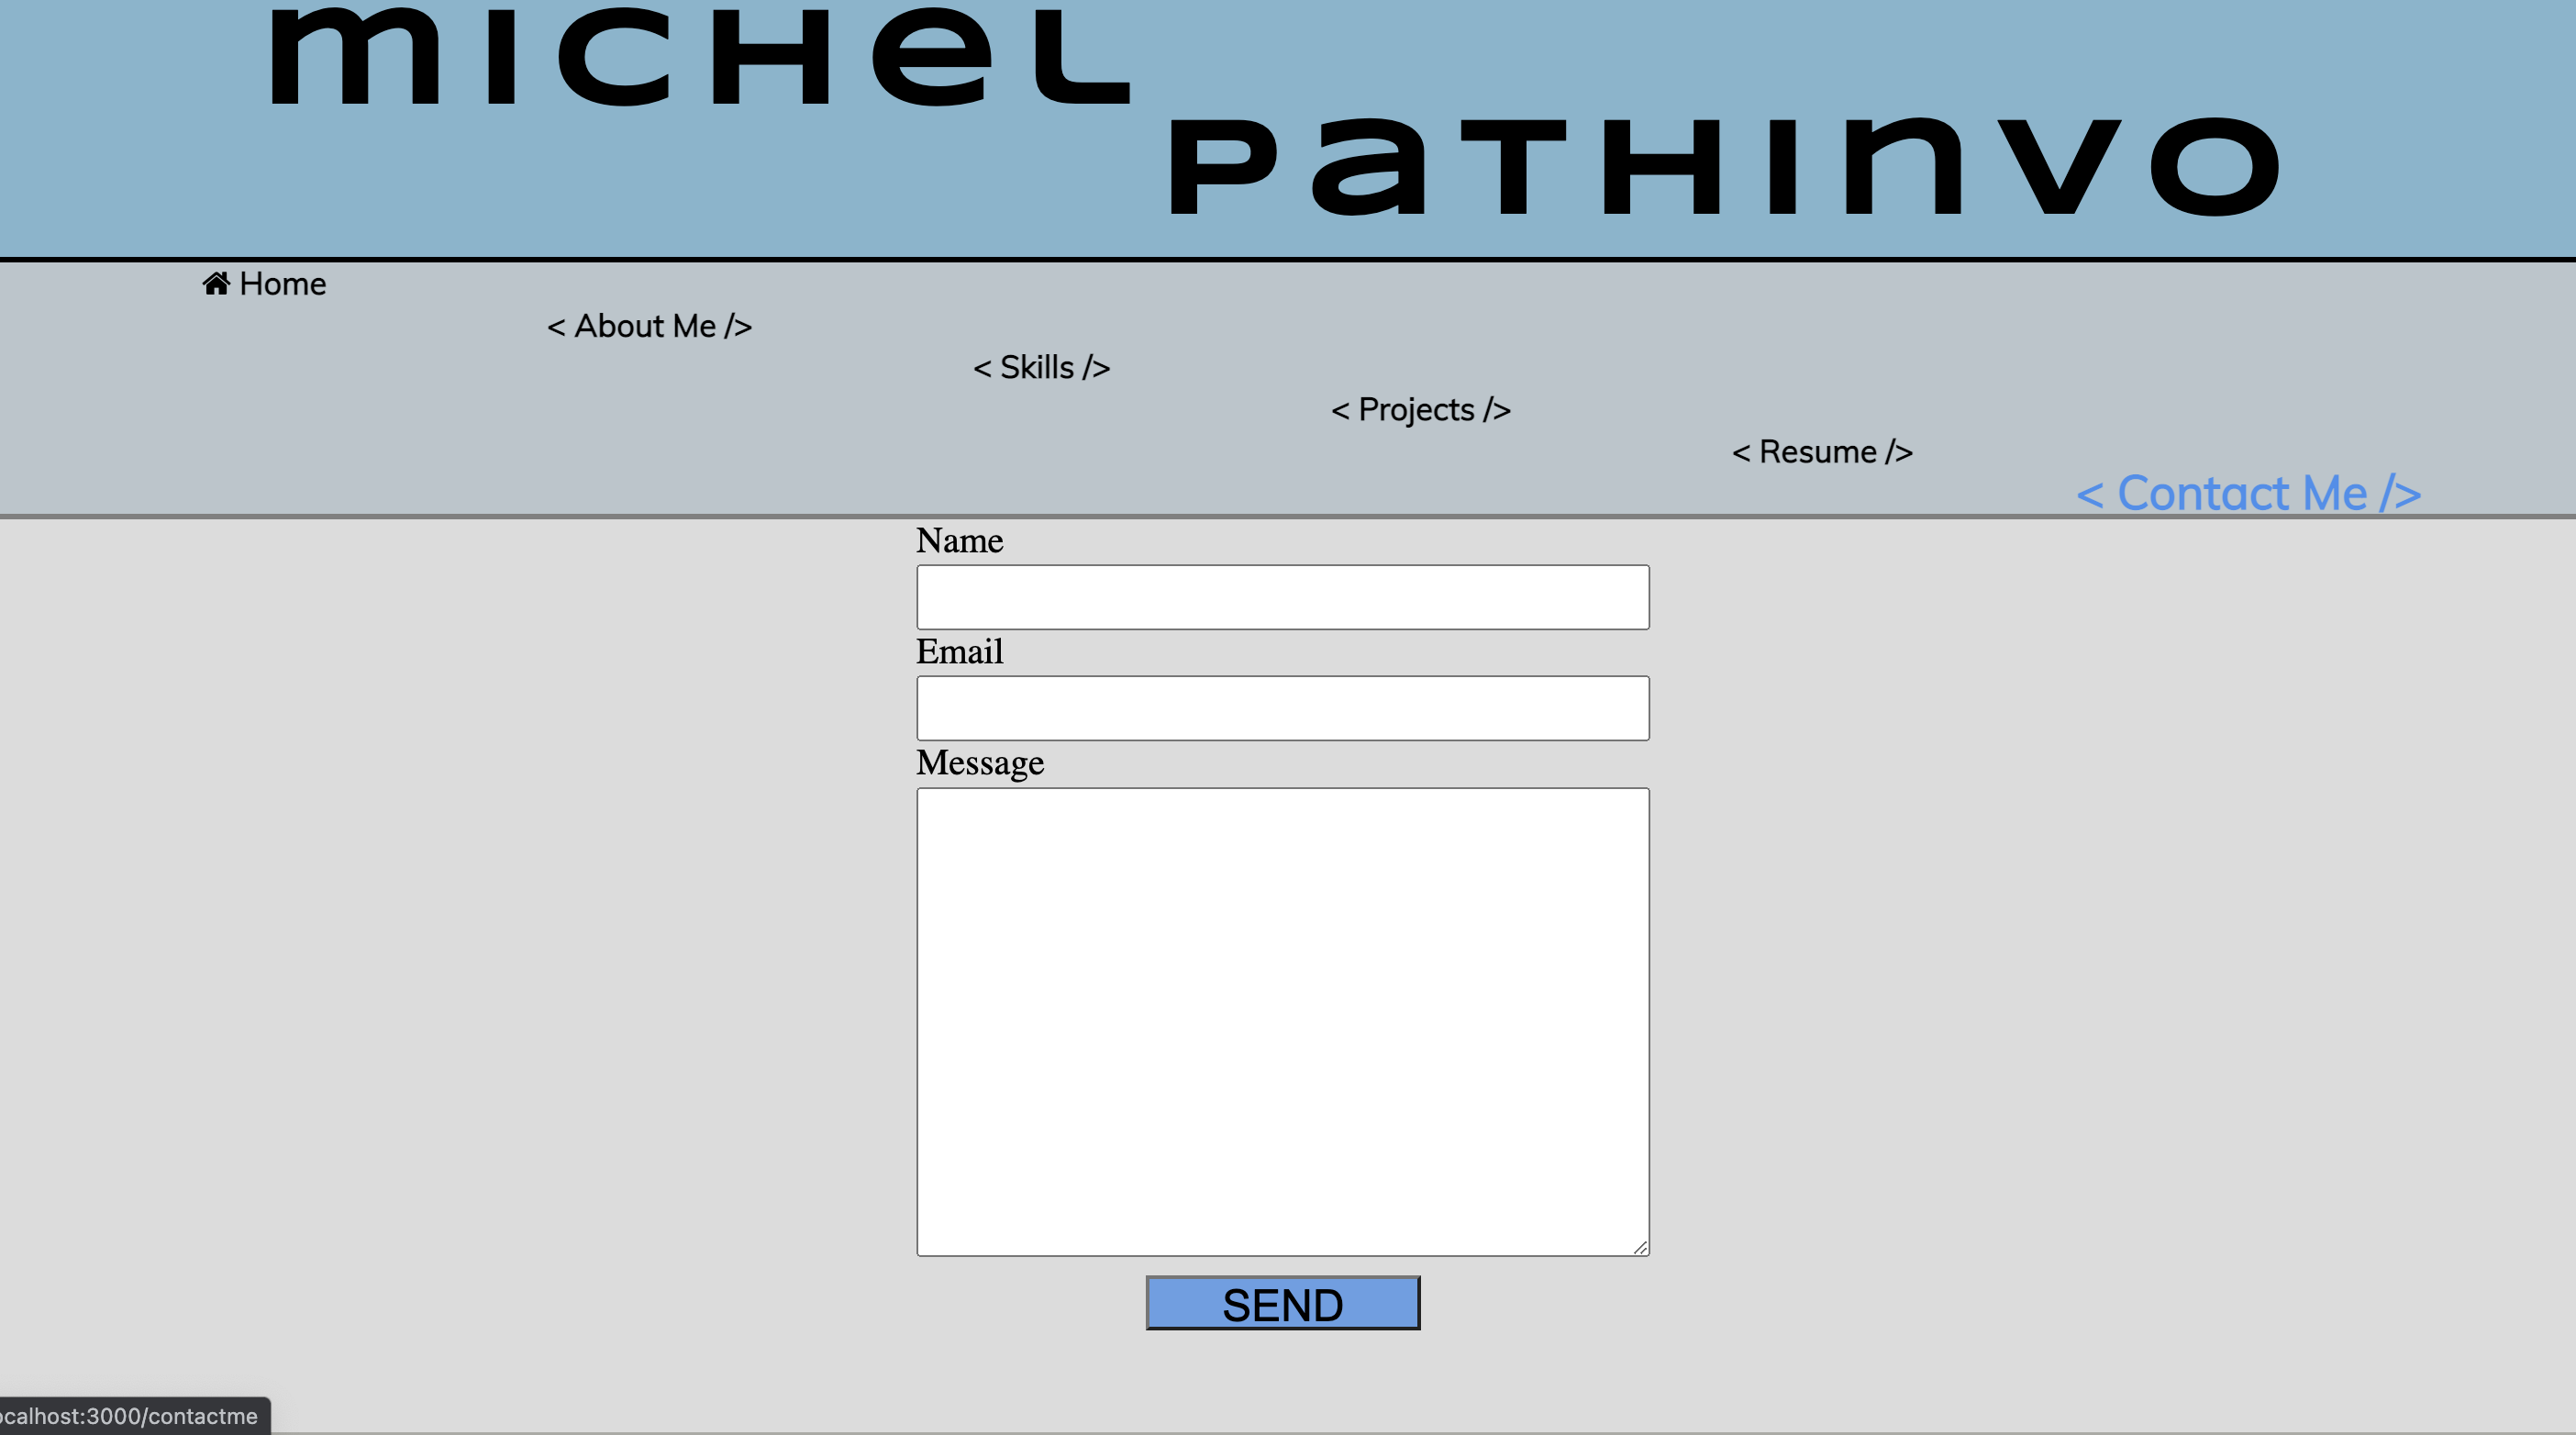 MICHeL
PaTHINVO
Home
< About Me />
< Skills />
< Projects />
< Resume />
< Contact Me />
Name
Email
Message
SEND
ocalhost:3000/contactme